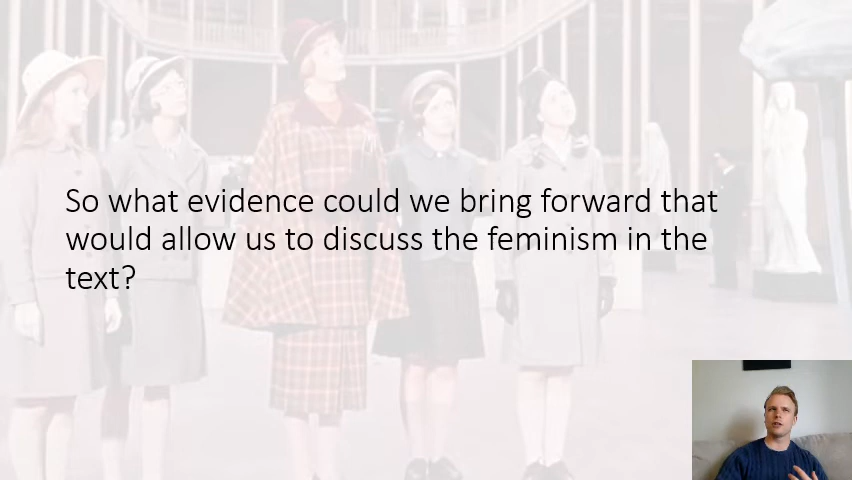 So what evidence could we bring forward that
would allow us to discuss the feminism in the
text?